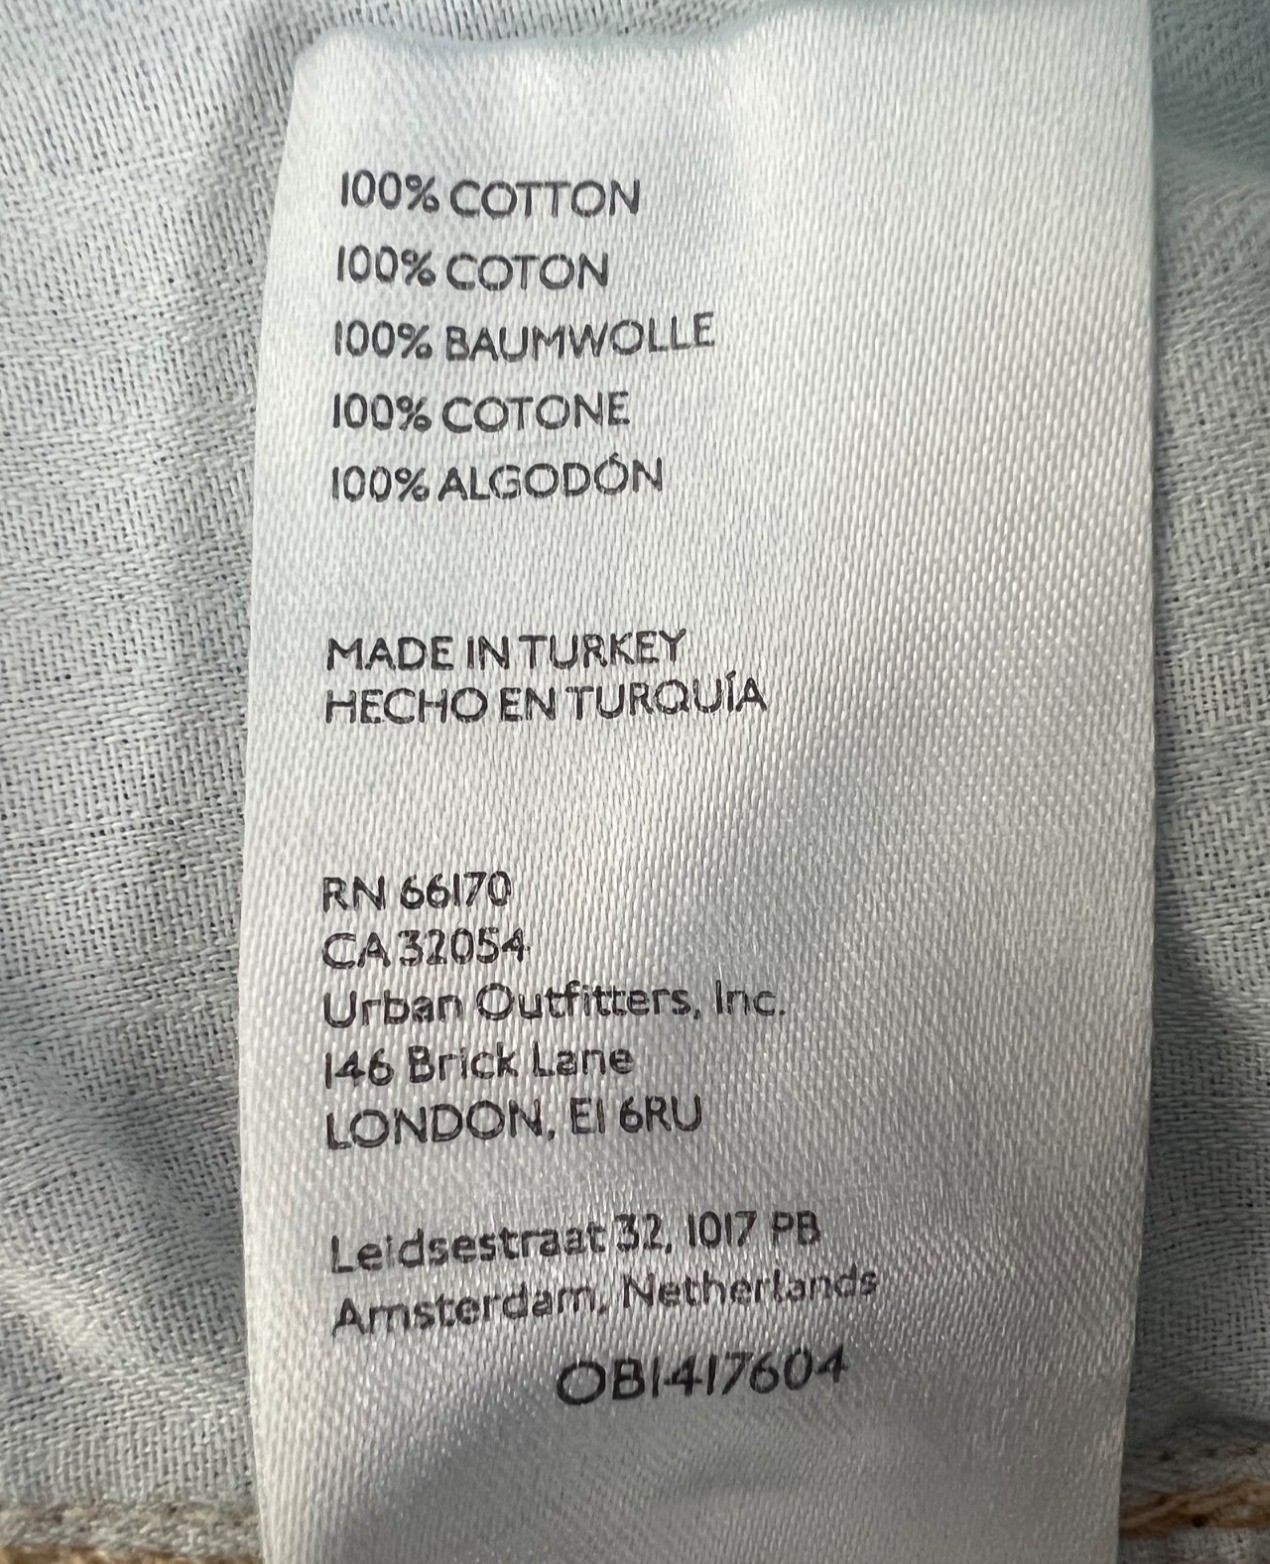 100% COTTON
100% COTON
100% BAUMWOLLE
100% COTONE
100% ALGODÓN
MADE IN TURKEY
HECHO EN TURQUÍA
RN 66170
CA 32054
Urban Outfitters, Inc.
146 Brick Lane
LONDON, E1 6RU
Leidsestraat 32, 1017 PB
Amsterdam, Netherlands
OB1417604